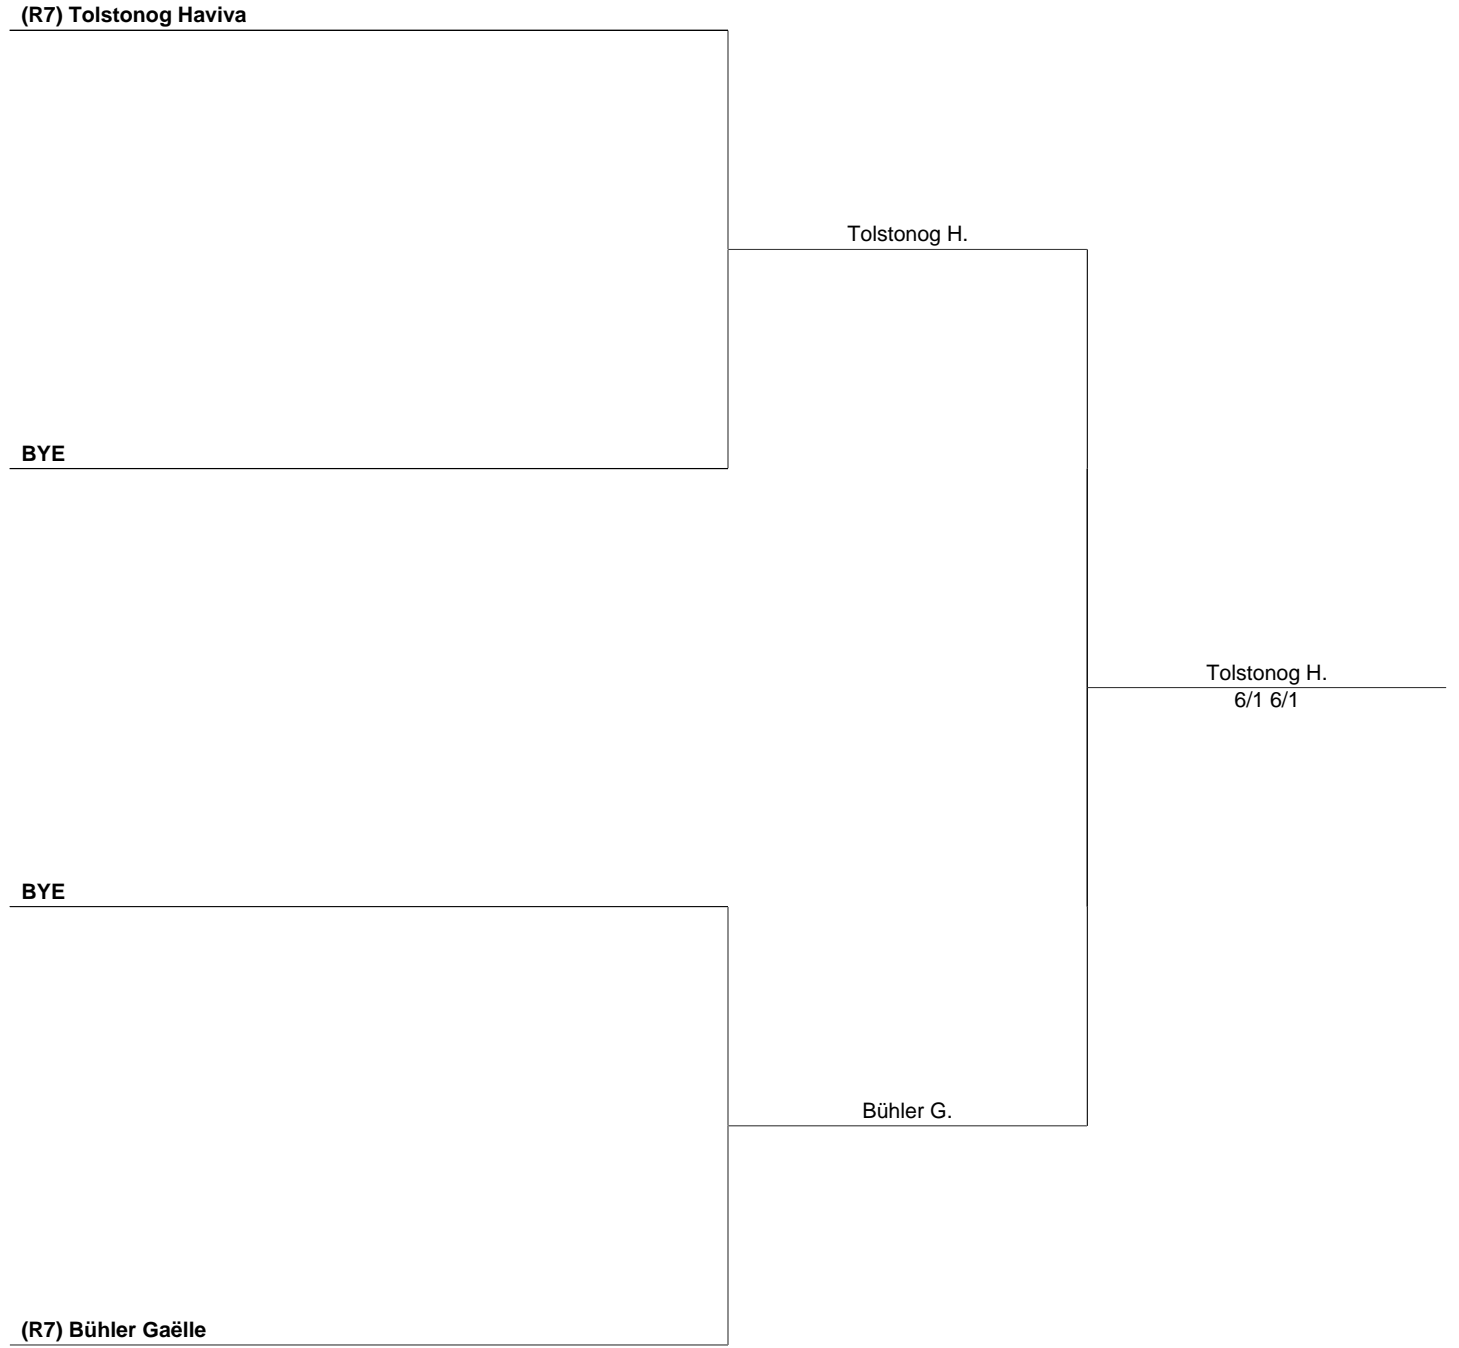 (R7) Tolstonog Haviva
Tolstonog H.
BYE
Tolstonog H.
6/1 6/1
BYE
Bühler G.
(R7) Bühler Gaëlle